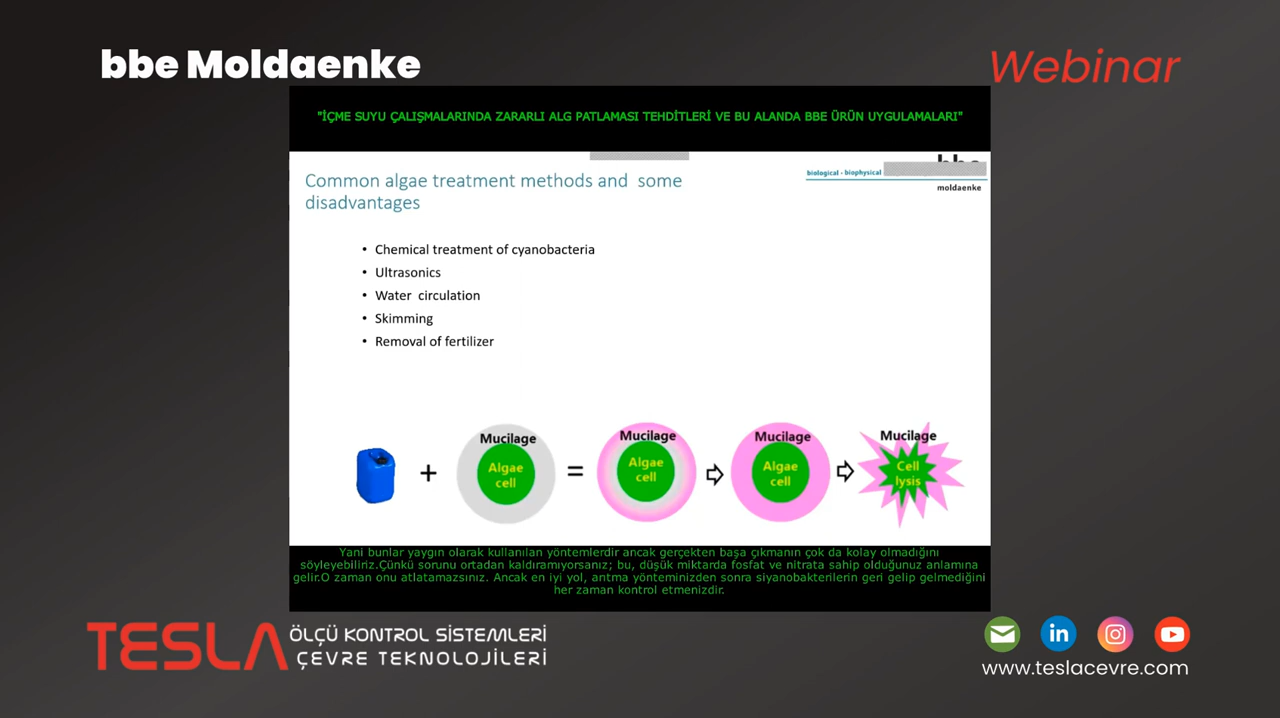 bbe Moldaenke
Webinar
"İÇME SUYU ÇALIŞMALARINDA ZARARLI ALG PATLAMASI TEHDİTLERİ VE BU ALANDA BBE ÜRÜN UYGULAMALARI"
Common algae treatment methods and some
disadvantages
biological - biophysical
moldaenke
• Chemical treatment of cyanobacteria
• Ultrasonics
• Water circulation
• Skimming
• Removal of fertilizer
Mucilage
Algae
cell
Mucilage
Algae
cell
Mucilage
Algae
cell
Mucilage
Cell
lysis
+
=
Yani bunlar yaygın olarak kullanılan yöntemlerdir ancak gerçekten başa çıkmanın çok da kolay olmadığını
söyleyebiliriz.Çünkü sorunu ortadan kaldıramıyorsanız; bu, düşük miktarda fosfat ve nitrata sahip olduğunuz anlamına
gelir.O zaman onu atlatamazsınız. Ancak en iyi yol, antma yönteminizden sonra siyanobakterilerin geri gelip gelmediğini
her zaman kontrol etmenizdir.
TESLA
ÖLÇÜ KONTROL SİSTEMLERİ
ÇEVRE TEKNOLOJİLERİ
in
www.teslacevre.com